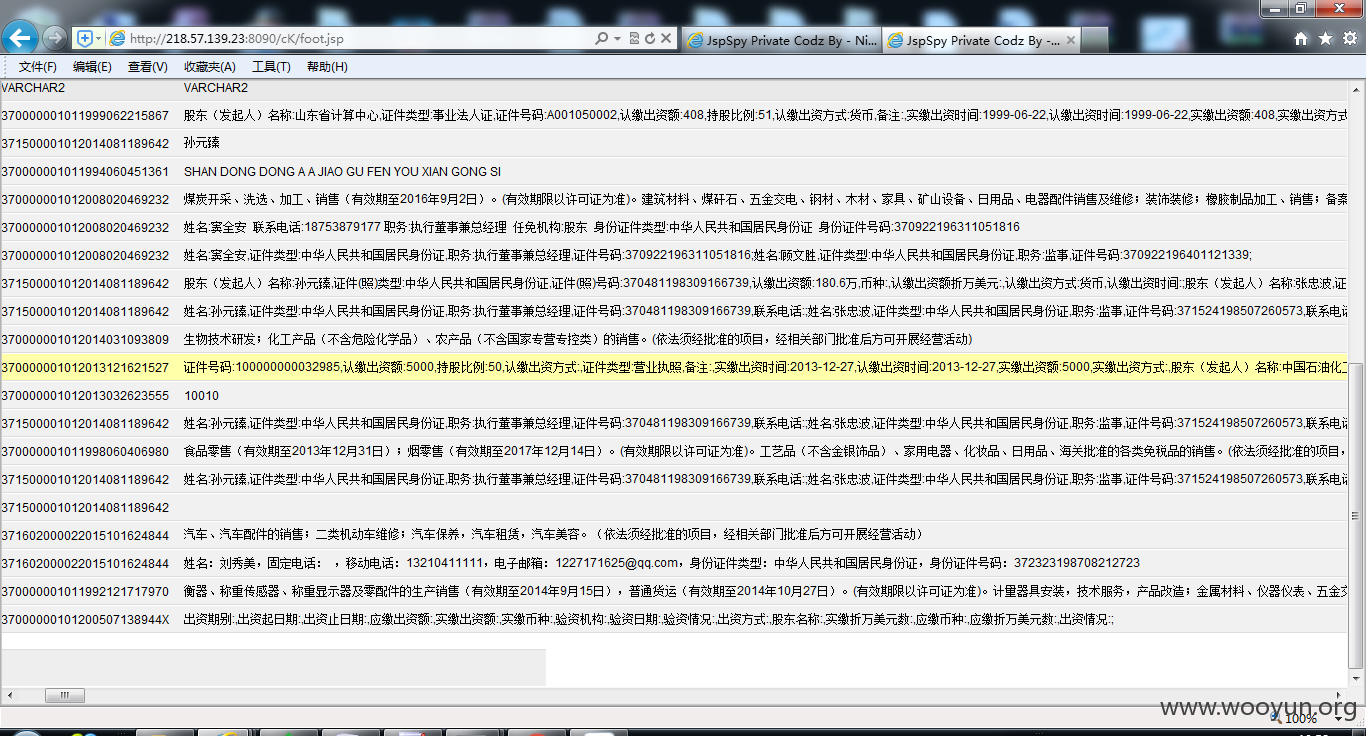 http://218.57.139.23:8090/cK/foot.jsp
JspSpy Private Codz By - Ni...
JspSpy Private Codz By -...
文件(F) 编辑(E) 查看(V) 收藏夹(A) 工具(T) 帮助(H)
VARCHAR2 VARCHAR2
3700000010119990622158​67 股东（发起人）名称:山东省计算中心,证件类型:事业法人证,证件号码:A001050002,认缴出资额:408,持股比例:51,认缴出资方式:货币,备注:,实缴出资时间:1999-06-22,认缴出资时间:1999-06-22,实缴出资额:408,实缴出资方式
3715000010120140811​89642 孙元臻
3700000010119940604​51361 SHAN DONG DONG A A JIAO GU FEN YOU XIAN GONG SI
3700000010120080204​69232 煤炭开采、洗选、加工、销售（有效期至2016年9月2日）。(有效期限以许可证为准)。建筑材料、煤矸石、五金交电、钢材、木材、家具、矿山设备、日用品、电器配件销售及维修；装饰装修；橡胶制品加工、销售；备案
3700000010120080204​69232 姓名:窦全安 联系电话:18753879177 职务:执行董事兼总经理 任免机构:股东 身份证件类型:中华人民共和国居民身份证 身份证件号码:370922196311051816
3700000010120080204​69232 姓名:窦全安,证件类型:中华人民共和国居民身份证,职务:执行董事兼总经理,证件号码:370922196311051816;姓名:顾文胜,证件类型:中华人民共和国居民身份证,职务:监事,证件号码:370922196401121339;
3715000010120140811​89642 股东（发起人）名称:孙元臻,证件(照)类型:中华人民共和国居民身份证,证件(照)号码:370481198309166739,认缴出资额:180.6万,币种:,认缴出资额折万美元:,认缴出资方式:货币,认缴出资时间:;股东（发起人）名称:张忠波,证
3715000010120140811​89642 姓名:孙元臻,证件类型:中华人民共和国居民身份证,职务:执行董事兼总经理,证件号码:370481198309166739,联系电话:;姓名:张忠波,证件类型:中华人民共和国居民身份证,职务:监事,证件号码:371524198507260573,联系电话
3700000010120140310​93809 生物技术研发；化工产品（不含危险化学品）、农产品（不含国家专营专控类）的销售。(依法须经批准的项目，经相关部门批准后方可开展经营活动)
3700000010120131216​21527 证件号码:100000000032985,认缴出资额:5000,持股比例:50,认缴出资方式:,证件类型:营业执照,备注:,实缴出资时间:2013-12-27,认缴出资时间:2013-12-27,实缴出资额:5000,实缴出资方式:,股东（发起人）名称:中国石油化工
3700000010120130326​23555 10010
3715000010120140811​89642 姓名:孙元臻,证件类型:中华人民共和国居民身份证,职务:执行董事兼总经理,证件号码:370481198309166739,联系电话:;姓名:张忠波,证件类型:中华人民共和国居民身份证,职务:监事,证件号码:371524198507260573,联系电话
3700000010119980604​06980 食品零售（有效期至2013年12月31日）；烟零售（有效期至2017年12月14日）。(有效期限以许可证为准)。工艺品（不含金银饰品）、家用电器、化妆品、日用品、海关批准的各类免税品的销售。(依法须经批准的项目，
3715000010120140811​89642 姓名:孙元臻,证件类型:中华人民共和国居民身份证,职务:执行董事兼总经理,证件号码:370481198309166739,联系电话:;姓名:张忠波,证件类型:中华人民共和国居民身份证,职务:监事,证件号码:371524198507260573,联系电话
3715000010120140811​89642
3716020000220151016​24844 汽车、汽车配件的销售；二类机动车维修；汽车保养，汽车租赁，汽车美容。（依法须经批准的项目，经相关部门批准后方可开展经营活动）
3716020000220151016​24844 姓名：刘秀美，固定电话： ，移动电话：13210411111，电子邮箱：1227171625@qq.com，身份证件类型：中华人民共和国居民身份证，身份证件号码：372323198708212723
3700000010119921217​17970 衡器、称重传感器、称重显示器及零配件的生产销售（有效期至2014年9月15日），普通货运（有效期至2014年10月27日）。(有效期限以许可证为准)。计量器具安装，技术服务，产品改造；金属材料、仪器仪表、五金交
37000000101200507138944X 出资期别:,出资起日期:,出资止日期:,应缴出资额:,实缴出资额:,实缴币种:,验资机构:,验资日期:,验资情况:,出资方式:,股东名称:,实缴折万美元数:,应缴币种:,应缴折万美元数:,出资情况:;
www.wooyun.org
100%